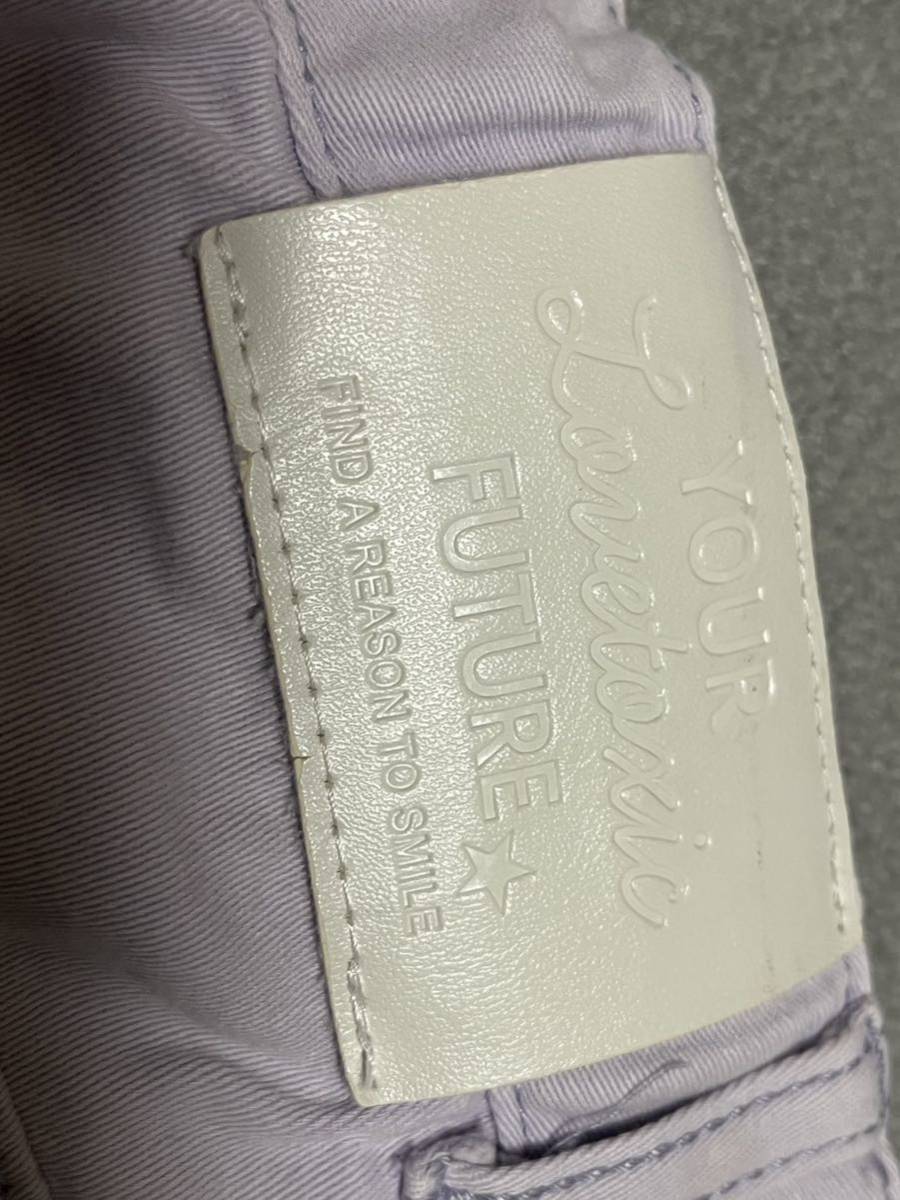 YOUR
Lovetoxic
FUTURE
FIND A REASON TO SMILE